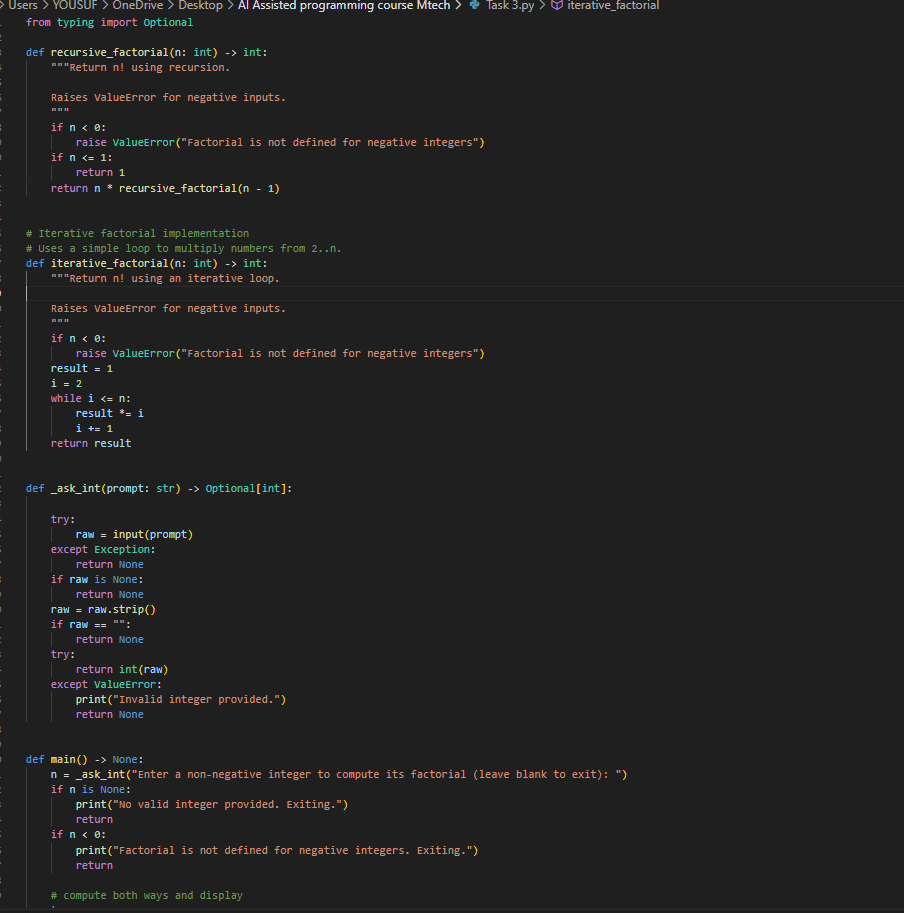 > Users > YOUSUF > OneDrive > Desktop > AI Assisted programming course Mtech > Task 3.py > iterative_factorial
from typing import Optional
def recursive_factorial(n: int) -> int:
    """Return n! using recursion.
    Raises ValueError for negative inputs.
    """
    if n < 0:
        raise ValueError("Factorial is not defined for negative integers")
    if n <= 1:
        return 1
    return n * recursive_factorial(n - 1)
# Iterative factorial implementation
# Uses a simple loop to multiply numbers from 2..n.
def iterative_factorial(n: int) -> int:
    """Return n! using an iterative loop.
    Raises ValueError for negative inputs.
    """
    if n < 0:
        raise ValueError("Factorial is not defined for negative integers")
    result = 1
    i = 2
    while i <= n:
        result *= i
        i += 1
    return result
def _ask_int(prompt: str) -> Optional[int]:
    try:
        raw = input(prompt)
    except Exception:
        return None
    if raw is None:
        return None
    raw = raw.strip()
    if raw == "":
        return None
    try:
        return int(raw)
    except ValueError:
        print("Invalid integer provided.")
        return None
def main() -> None:
    n = _ask_int("Enter a non-negative integer to compute its factorial (leave blank to exit): ")
    if n is None:
        print("No valid integer provided. Exiting.")
        return
    if n < 0:
        print("Factorial is not defined for negative integers. Exiting.")
        return
    # compute both ways and display